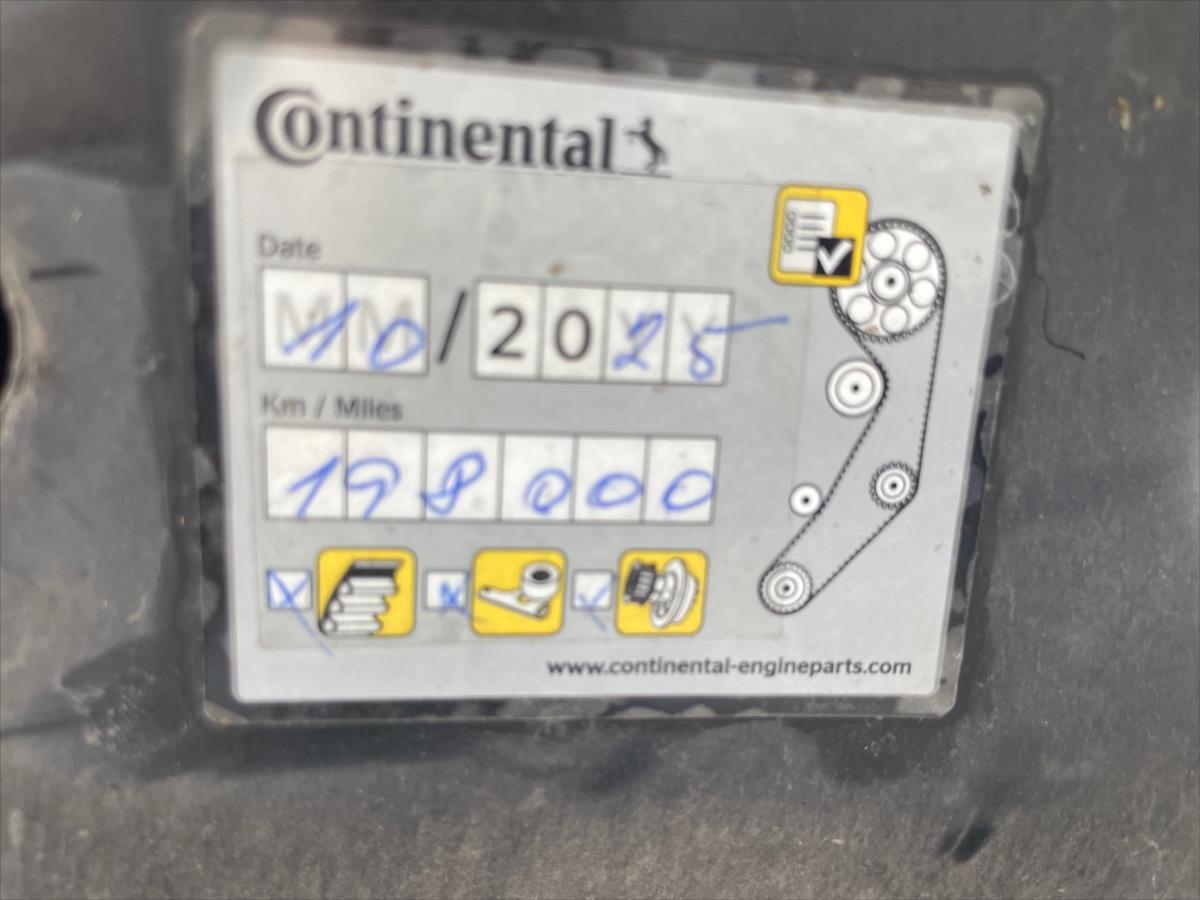 Continental
Date
10/2025
Km / Miles
198000
www.continental-engineparts.com